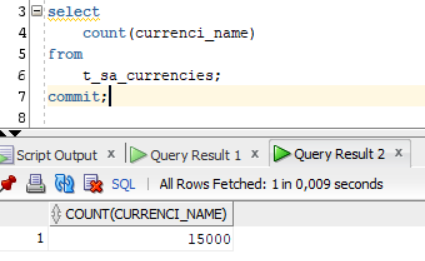 3 select
4 count(currenci_name)
5 from
6 t_sa_currencies;
7 commit;
8
Script Output x Query Result 1 x Query Result 2 x
SQL | All Rows Fetched: 1 in 0,009 seconds
COUNT(CURRENCI_NAME)
1 15000